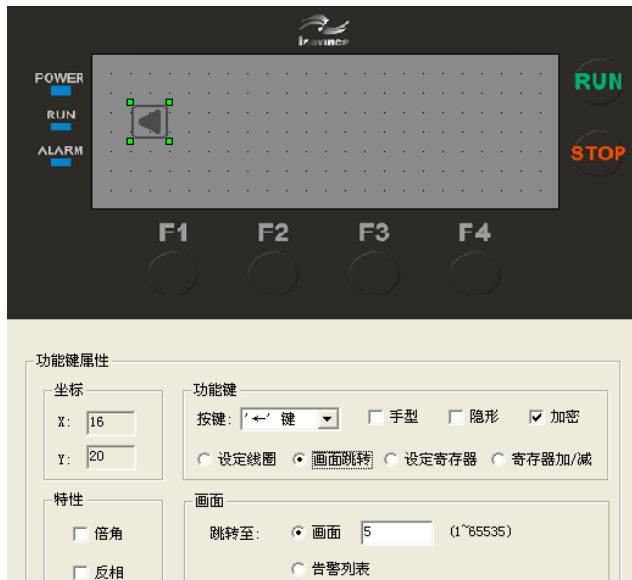 POWER
RUN
ALARM
RUN
STOP
F1 F2 F3 F4
功能键属性
坐标
X: 16
Y: 20
功能键
按键: '←' 键 手型 隐形 加密
设定线圈 画面跳转 设定寄存器 寄存器加/减
特性
倍角
反相
画面
跳转至: 画面 5 (1~65535)
告警列表